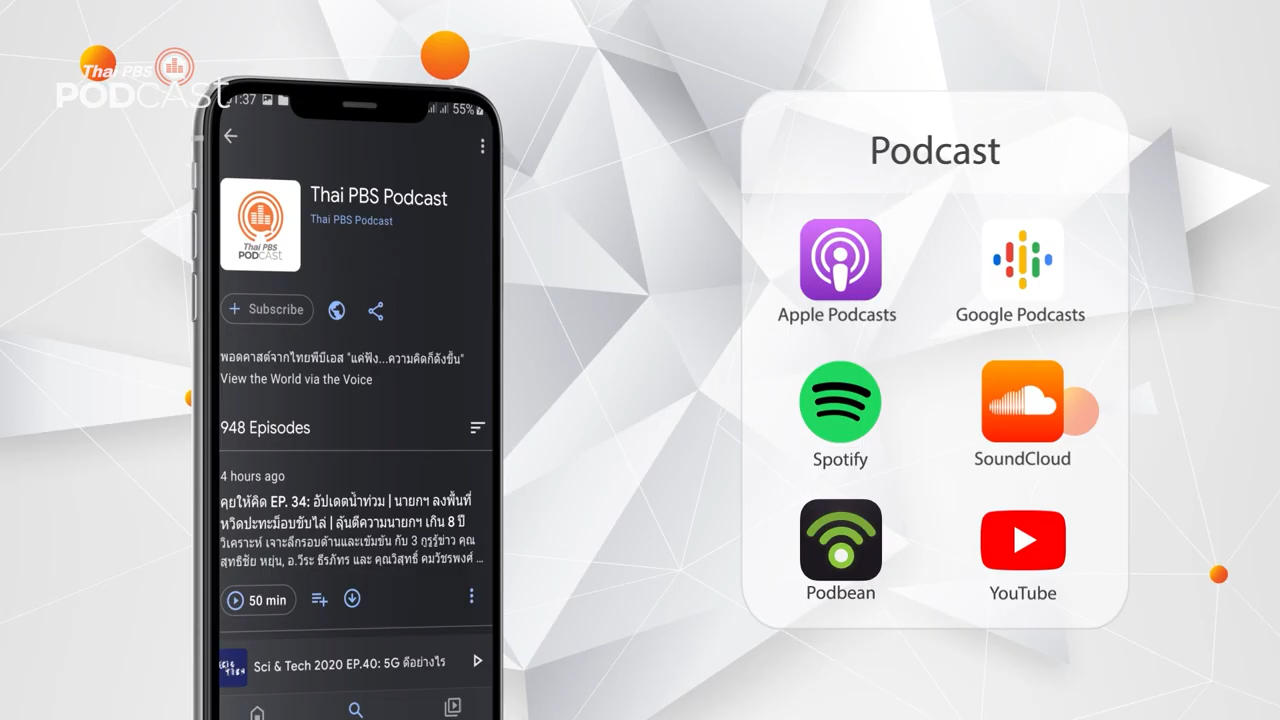 Thai PBS
PODCAST
1:37
55%
Thai PBS Podcast
Thai PBS Podcast
Thai PBS
PODCAST
+ Subscribe
พอดคาสต์จากไทยพีบีเอส "แค่ฟัง...ความคิดก็ดังขึ้น"
View the World via the Voice
948 Episodes
4 hours ago
คุยให้คิด EP. 34: อัปเดตน้ำท่วม | นายกฯ ลงพื้นที่
หวิดปะทะม็อบขับไล่ | ลุ้นตีความนายกฯ เกิน 8 ปี
วิเคราะห์ เจาะลึกรอบด้านและเข้มข้น กับ 3 กูรูรู้ข่าว คุณ
สุทธิชัย หยุ่น, อ.วีระ ธีรภัทร และ คุณวิสุทธิ์ คมวัชรพงศ์ ...
50 min
Sci & Tech 2020 EP.40: 5G ดีอย่างไร
Podcast
Apple Podcasts
Google Podcasts
Spotify
SoundCloud
Podbean
YouTube